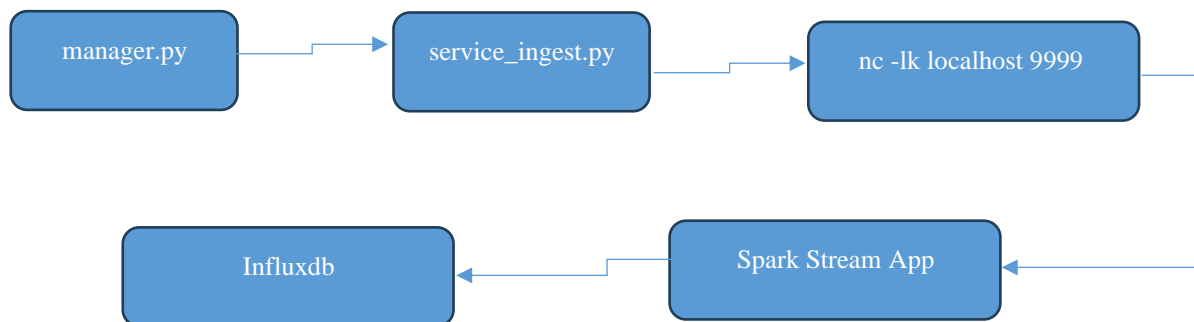 manager.py
service_ingest.py
nc -lk localhost 9999
Influxdb
Spark Stream App